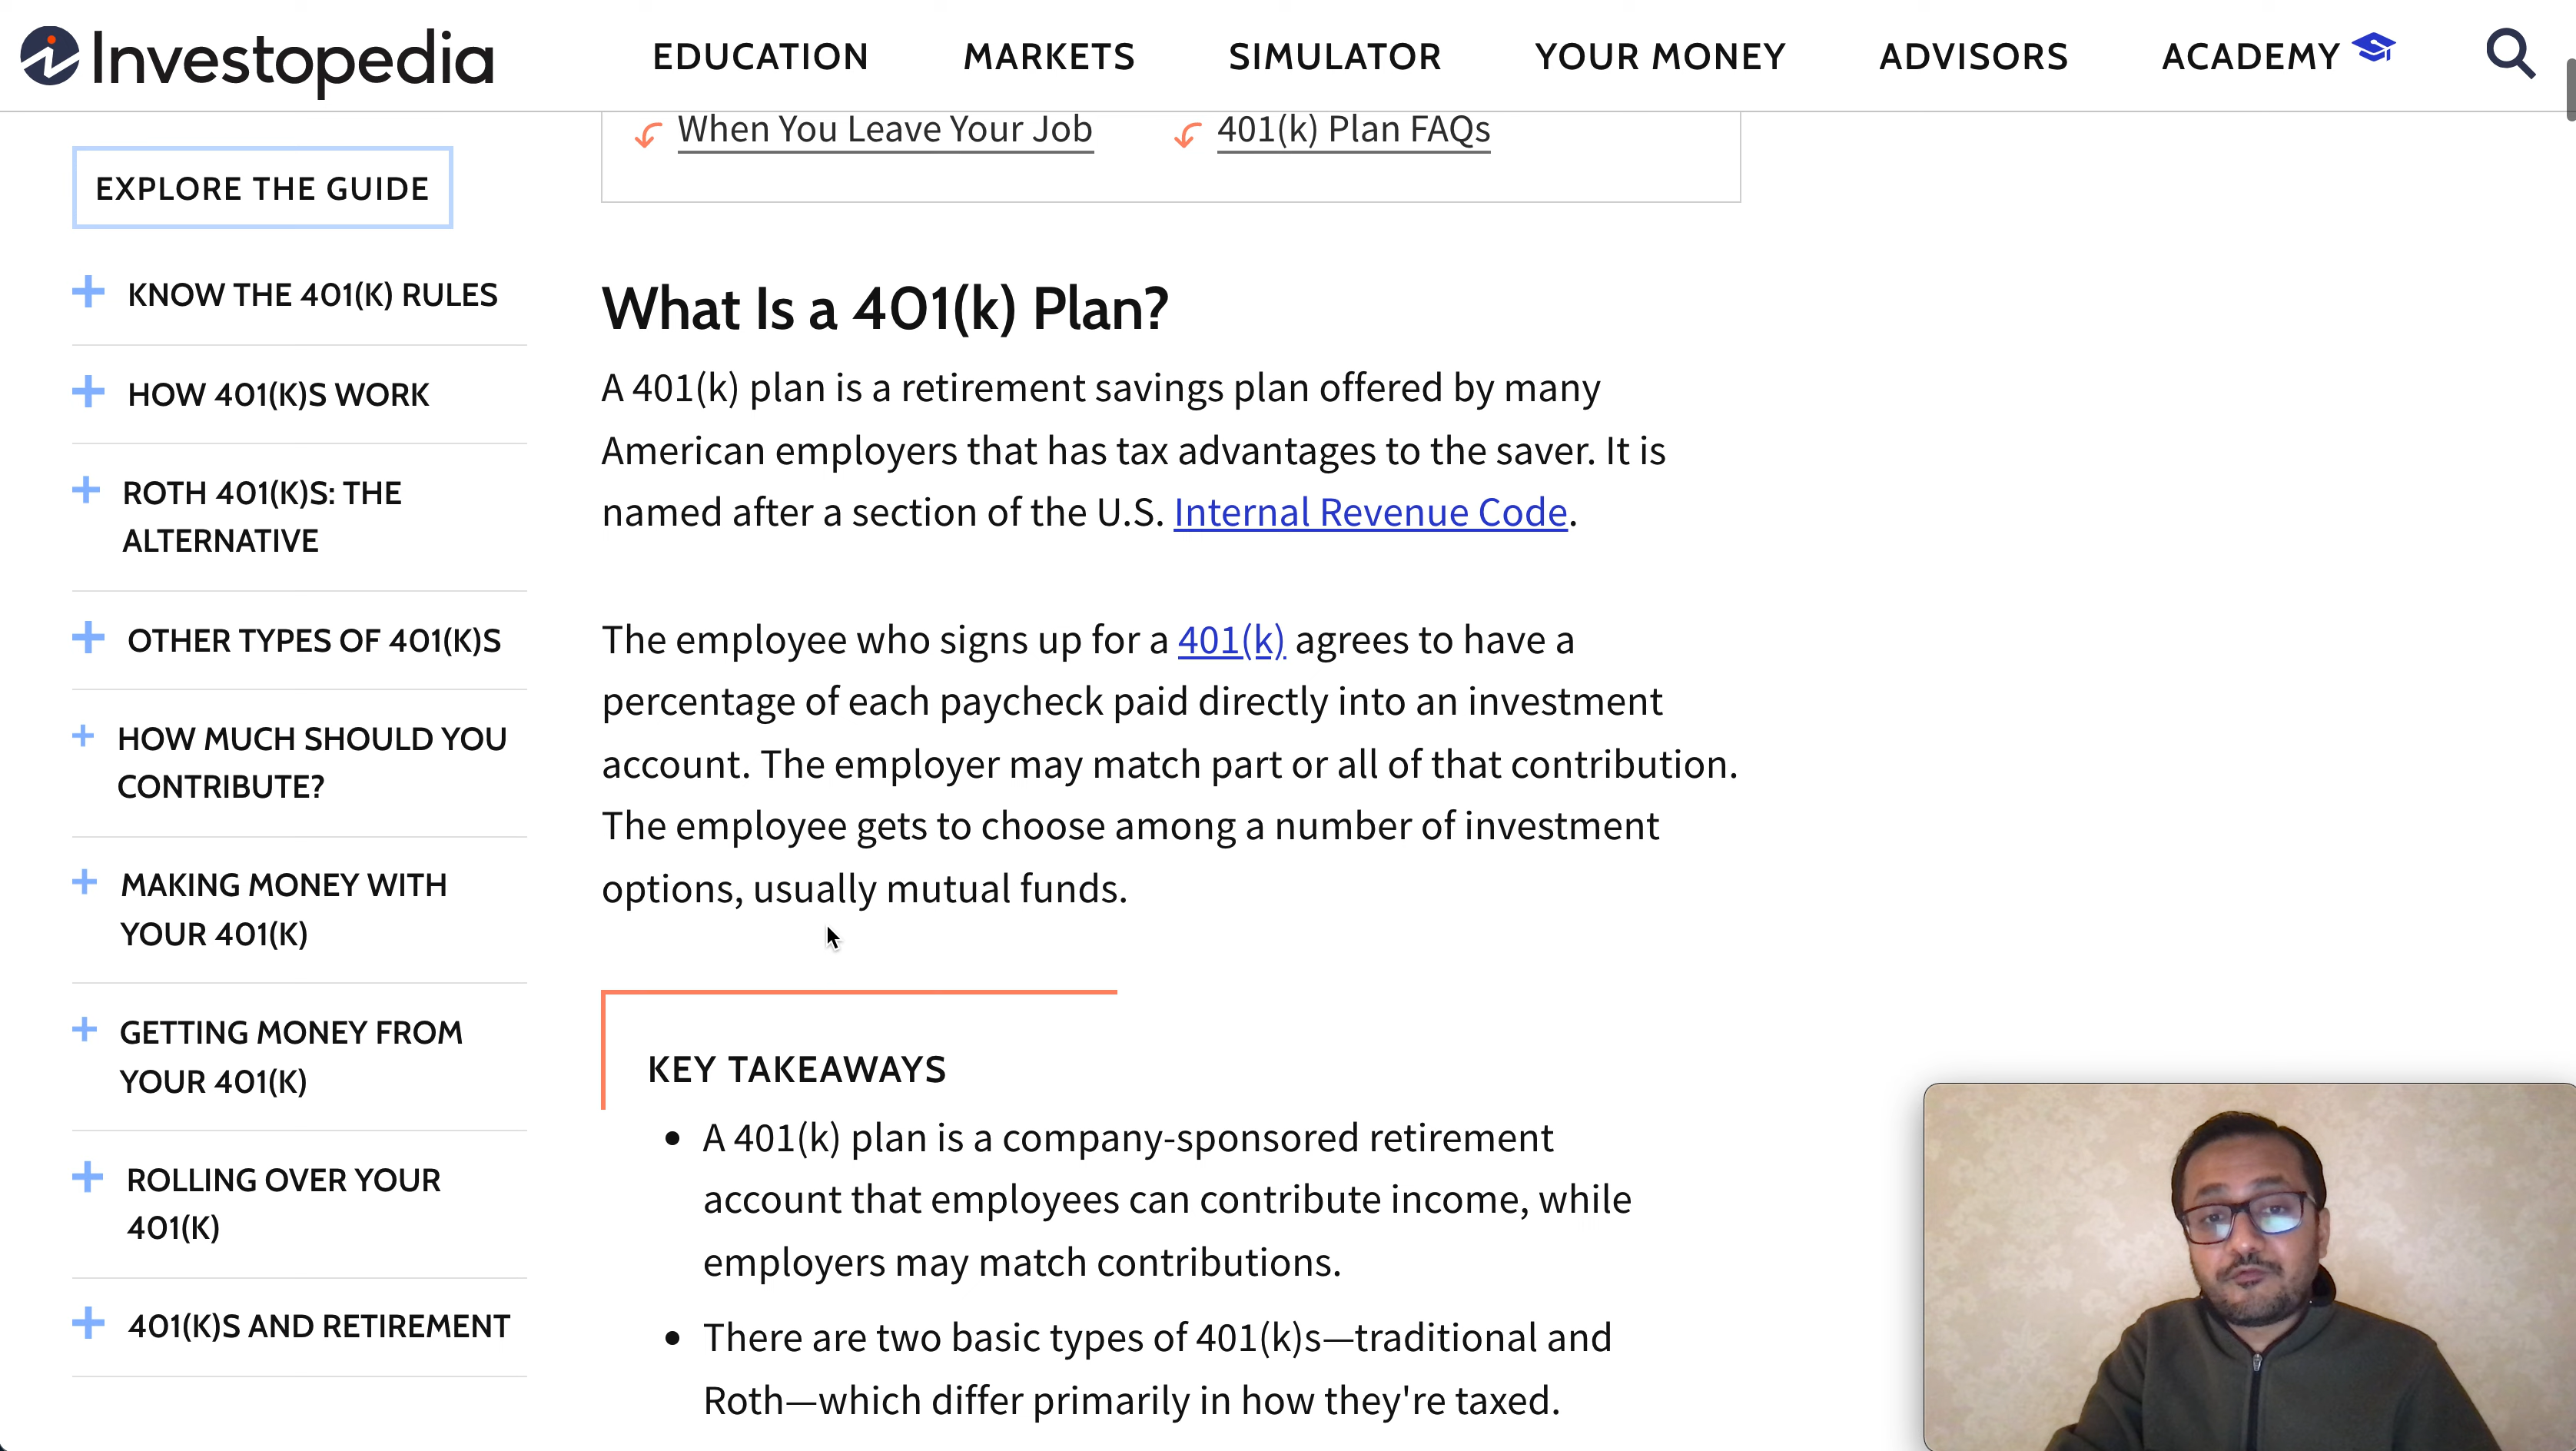 Investopedia
EDUCATION MARKETS SIMULATOR YOUR MONEY ADVISORS ACADEMY
When You Leave Your Job 401(k) Plan FAQs
EXPLORE THE GUIDE
KNOW THE 401(K) RULES
HOW 401(K)S WORK
ROTH 401(K)S: THE
ALTERNATIVE
OTHER TYPES OF 401(K)S
HOW MUCH SHOULD YOU
CONTRIBUTE?
MAKING MONEY WITH
YOUR 401(K)
GETTING MONEY FROM
YOUR 401(K)
ROLLING OVER YOUR
401(K)
401(K)S AND RETIREMENT
What Is a 401(k) Plan?
A 401(k) plan is a retirement savings plan offered by many
American employers that has tax advantages to the saver. It is
named after a section of the U.S. Internal Revenue Code.
The employee who signs up for a 401(k) agrees to have a
percentage of each paycheck paid directly into an investment
account. The employer may match part or all of that contribution.
The employee gets to choose among a number of investment
options, usually mutual funds.
KEY TAKEAWAYS
• A 401(k) plan is a company-sponsored retirement
account that employees can contribute income, while
employers may match contributions.
• There are two basic types of 401(k)s—traditional and
Roth—which differ primarily in how they're taxed.